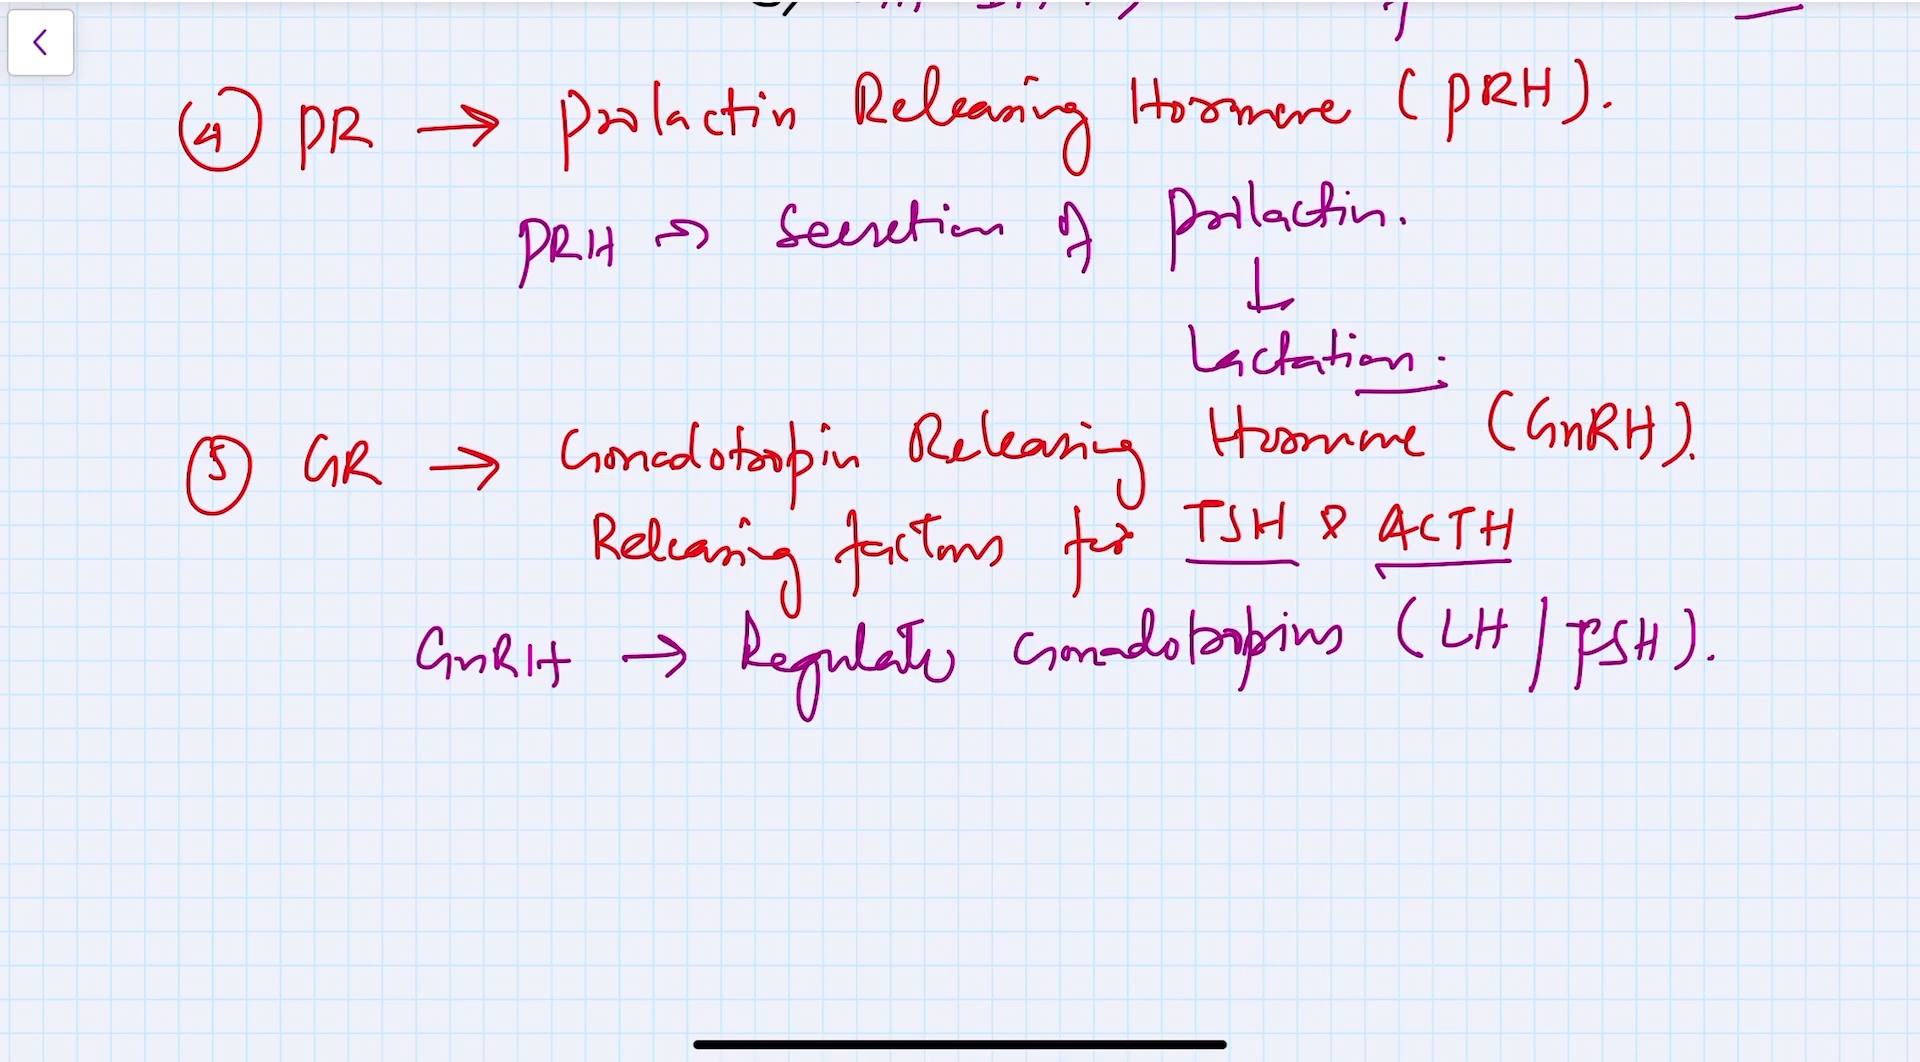 ④ PR → Prolactin Releasing Hormone (PRH).
PRH → Secretion of Prolactin.
↓
Lactation.
⑤ GR → Gonadotropin Releasing Hormone (GnRH).
Releasing factors for TSH & ACTH
GnRH → Regulate Gonadotropins (LH / FSH).